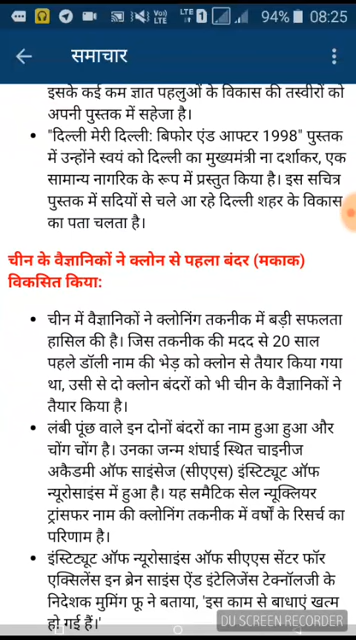 Vo)) LTE LTE 1 94% 08:25
समाचार
इसके कई कम ज्ञात पहलुओं के विकास की तस्वीरों को
अपनी पुस्तक में सहेजा है।
• "दिल्ली मेरी दिल्ली: बिफोर एंड आफ्टर 1998" पुस्तक
में उन्होंने स्वयं को दिल्ली का मुख्यमंत्री ना दर्शाकर, एक
सामान्य नागरिक के रूप में प्रस्तुत किया है। इस सचित्र
पुस्तक में सदियों से चले आ रहे दिल्ली शहर के विकास
का पता चलता है।
चीन के वैज्ञानिकों ने क्लोन से पहला बंदर (मकाक)
विकसित किया:
• चीन में वैज्ञानिकों ने क्लोनिंग तकनीक में बड़ी सफलता
हासिल की है। जिस तकनीक की मदद से 20 साल
पहले डॉली नाम की भेड़ को क्लोन से तैयार किया गया
था, उसी से दो क्लोन बंदरों को भी चीन के वैज्ञानिकों ने
तैयार किया है।
• लंबी पूंछ वाले इन दोनों बंदरों का नाम हुआ हुआ और
चोंग चोंग है। उनका जन्म शंघाई स्थित चाइनीज
अकैडमी ऑफ साइंसेज (सीएएस) इंस्टिट्यूट ऑफ
न्यूरोसाइंस में हुआ है। यह समैटिक सेल न्यूक्लियर
ट्रांसफर नाम की क्लोनिंग तकनीक में वर्षों के रिसर्च का
परिणाम है।
• इंस्टिट्यूट ऑफ न्यूरोसाइंस ऑफ सीएएस सेंटर फॉर
एक्सिलेंस इन ब्रेन साइंस ऐंड इंटेलिजेंस टेक्नॉलजी के
निदेशक मुमिंग फू ने बताया, 'इस काम से बाधाएं खत्म
हो गई हैं।'
DU SCREEN RECORDER